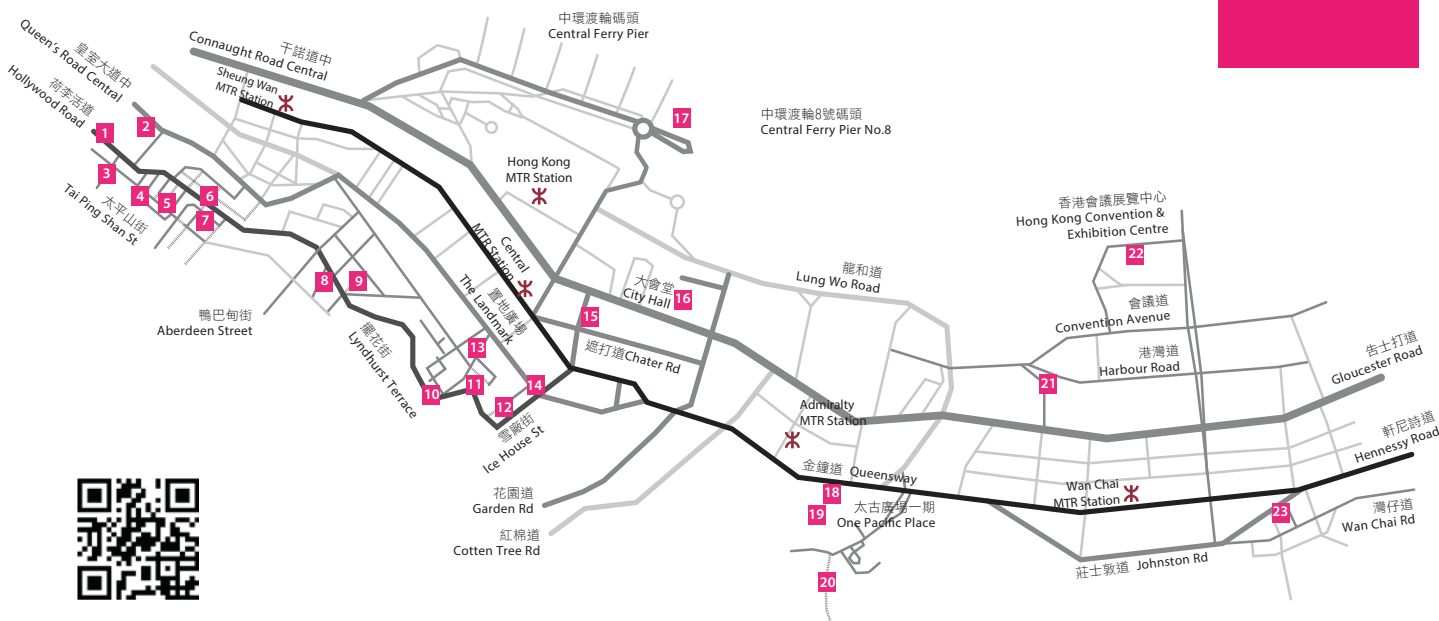 中環渡輪碼頭
Central Ferry Pier
干諾道中
Connaught Road Central
皇室大道中
Queen's Road Central
荷李活道
Hollywood Road
Sheung Wan
MTR Station
17
中環渡輪8號碼頭
Central Ferry Pier No.8
1
2
3
4
5
6
7
太平山街
Tai Ping Shan St
Hong Kong
MTR Station
香港會議展覽中心
Hong Kong Convention &
Exhibition Centre
22
Central
MTR Station
置地廣場
The Landmark
大會堂
City Hall
16
龍和道
Lung Wo Road
會議道
Convention Avenue
8
9
鴨巴甸街
Aberdeen Street
擺花街
Lyndhurst Terrace
15
遮打道Chater Rd
13
10
11
12
14
雪廠街
Ice House St
港灣道
Harbour Road
21
告士打道
Gloucester Road
Admiralty
MTR Station
軒尼詩道
Hennessy Road
金鐘道 Queensway
18
19
太古廣場一期
One Pacific Place
20
Wan Chai
MTR Station
23
灣仔道
Wan Chai Rd
莊士敦道 Johnston Rd
花園道
Garden Rd
紅棉道
Cotten Tree Rd